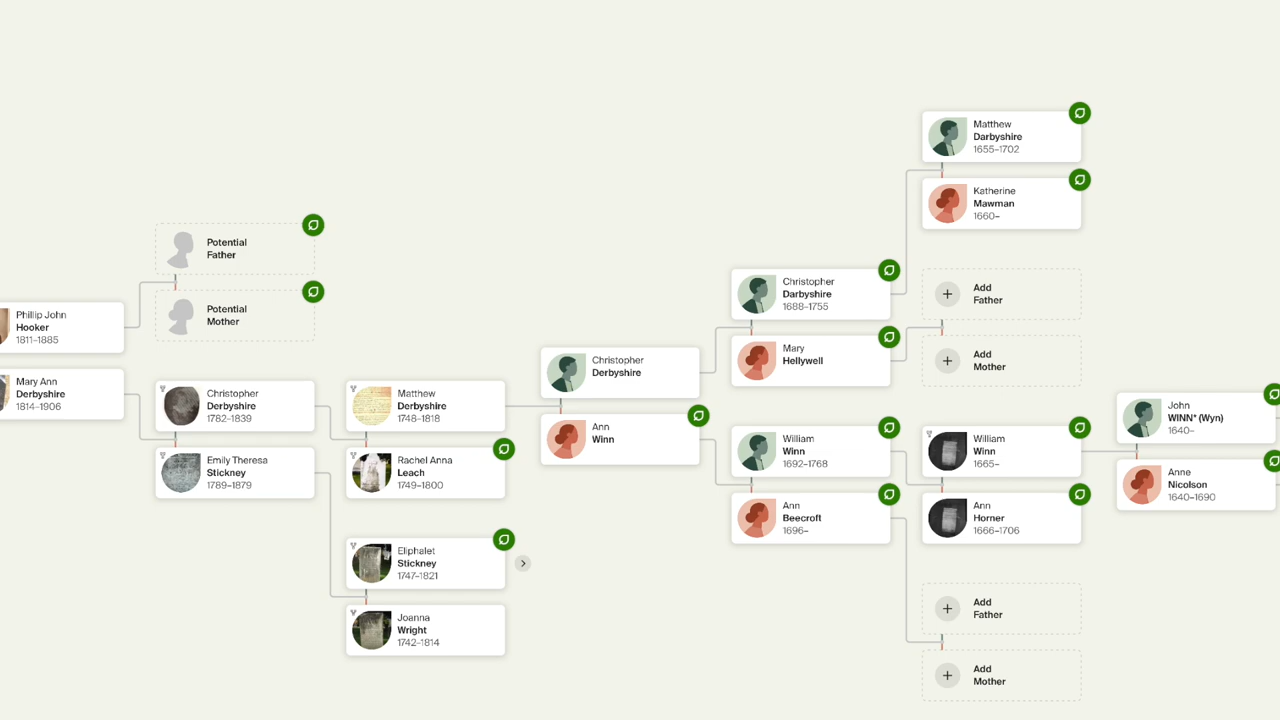 Matthew
Darbyshire
1655–1702
Katherine
Mawman
1660–
Potential
Father
Potential
Mother
Phillip John
Hooker
1811–1885
Mary Ann
Derbyshire
1814–1906
Christopher
Derbyshire
1782–1839
Emily Theresa
Stickney
1789–1879
Matthew
Derbyshire
1748–1818
Rachel Anna
Leach
1749–1800
Eliphalet
Stickney
1747–1821
Joanna
Wright
1742–1814
Christopher
Derbyshire
Ann
Winn
Christopher
Darbyshire
1688–1755
Mary
Hellywell
Add
Father
Add
Mother
William
Winn
1692–1768
Ann
Beecroft
1696–
William
Winn
1665–
Ann
Horner
1666–1706
John
WINN* (Wyn)
1640–
Anne
Nicolson
1640–1690
Add
Father
Add
Mother